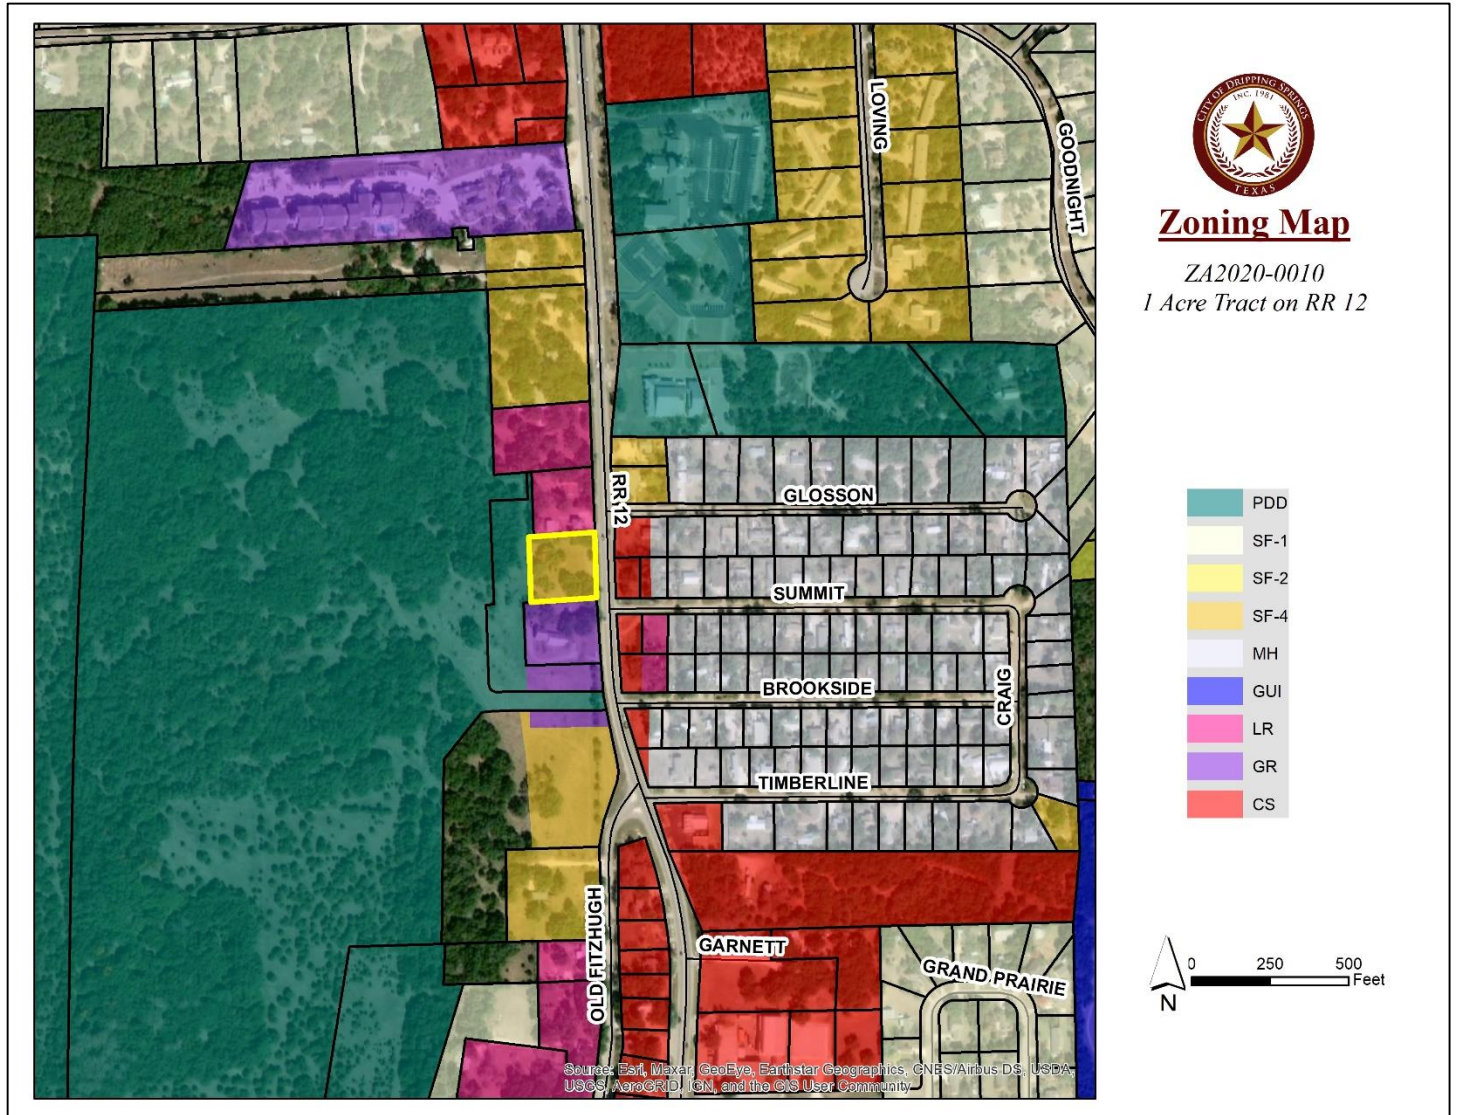 CITY OF DRIPPING SPRINGS
INC. 1981
TEXAS
Zoning Map
ZA2020-0010
1 Acre Tract on RR 12
LOVING
GOODNIGHT
RR 12
GLOSSON
SUMMIT
BROOKSIDE
CRAIG
TIMBERLINE
OLD FITZHUGH
GARNETT
GRAND PRAIRIE
PDD
SF-1
SF-2
SF-4
MH
GUI
LR
GR
CS
N
0 250 500
Feet
Source: Esri, Maxar, GeoEye, Earthstar Geographics, CNES/Airbus DS, USDA,
USGS, AeroGRID, IGN, and the GIS User Community